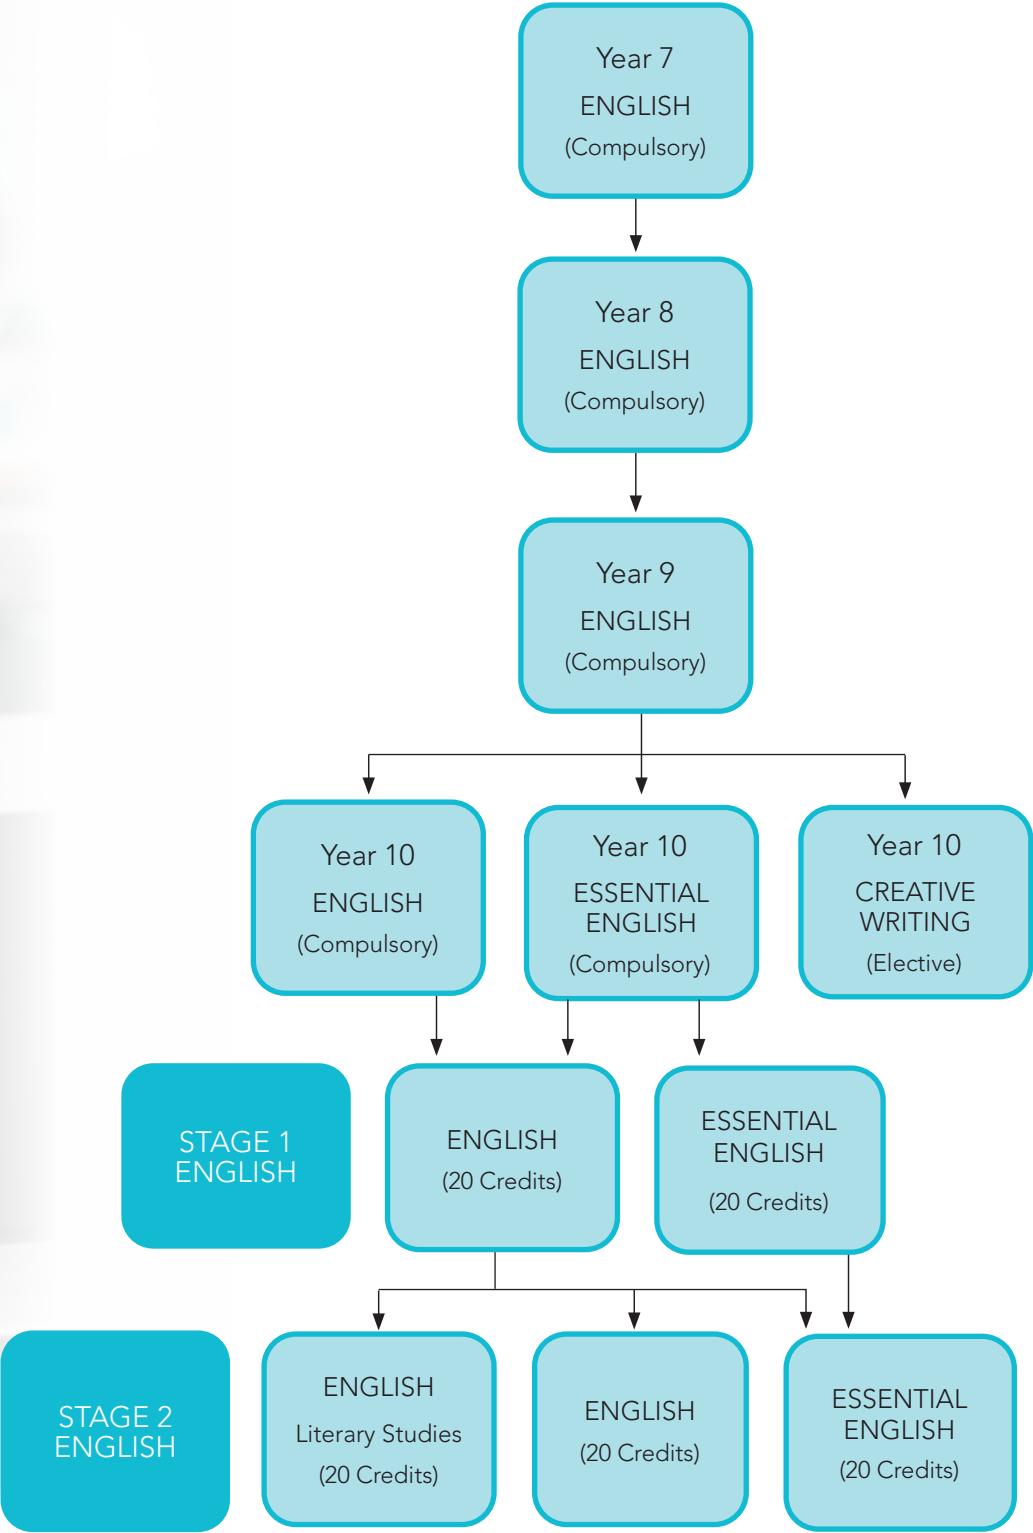 Year 7
ENGLISH
(Compulsory)
Year 8
ENGLISH
(Compulsory)
Year 9
ENGLISH
(Compulsory)
Year 10
ENGLISH
(Compulsory)
Year 10
ESSENTIAL
ENGLISH
(Compulsory)
Year 10
CREATIVE
WRITING
(Elective)
STAGE 1
ENGLISH
ENGLISH
(20 Credits)
ESSENTIAL
ENGLISH
(20 Credits)
STAGE 2
ENGLISH
ENGLISH
Literary Studies
(20 Credits)
ENGLISH
(20 Credits)
ESSENTIAL
ENGLISH
(20 Credits)